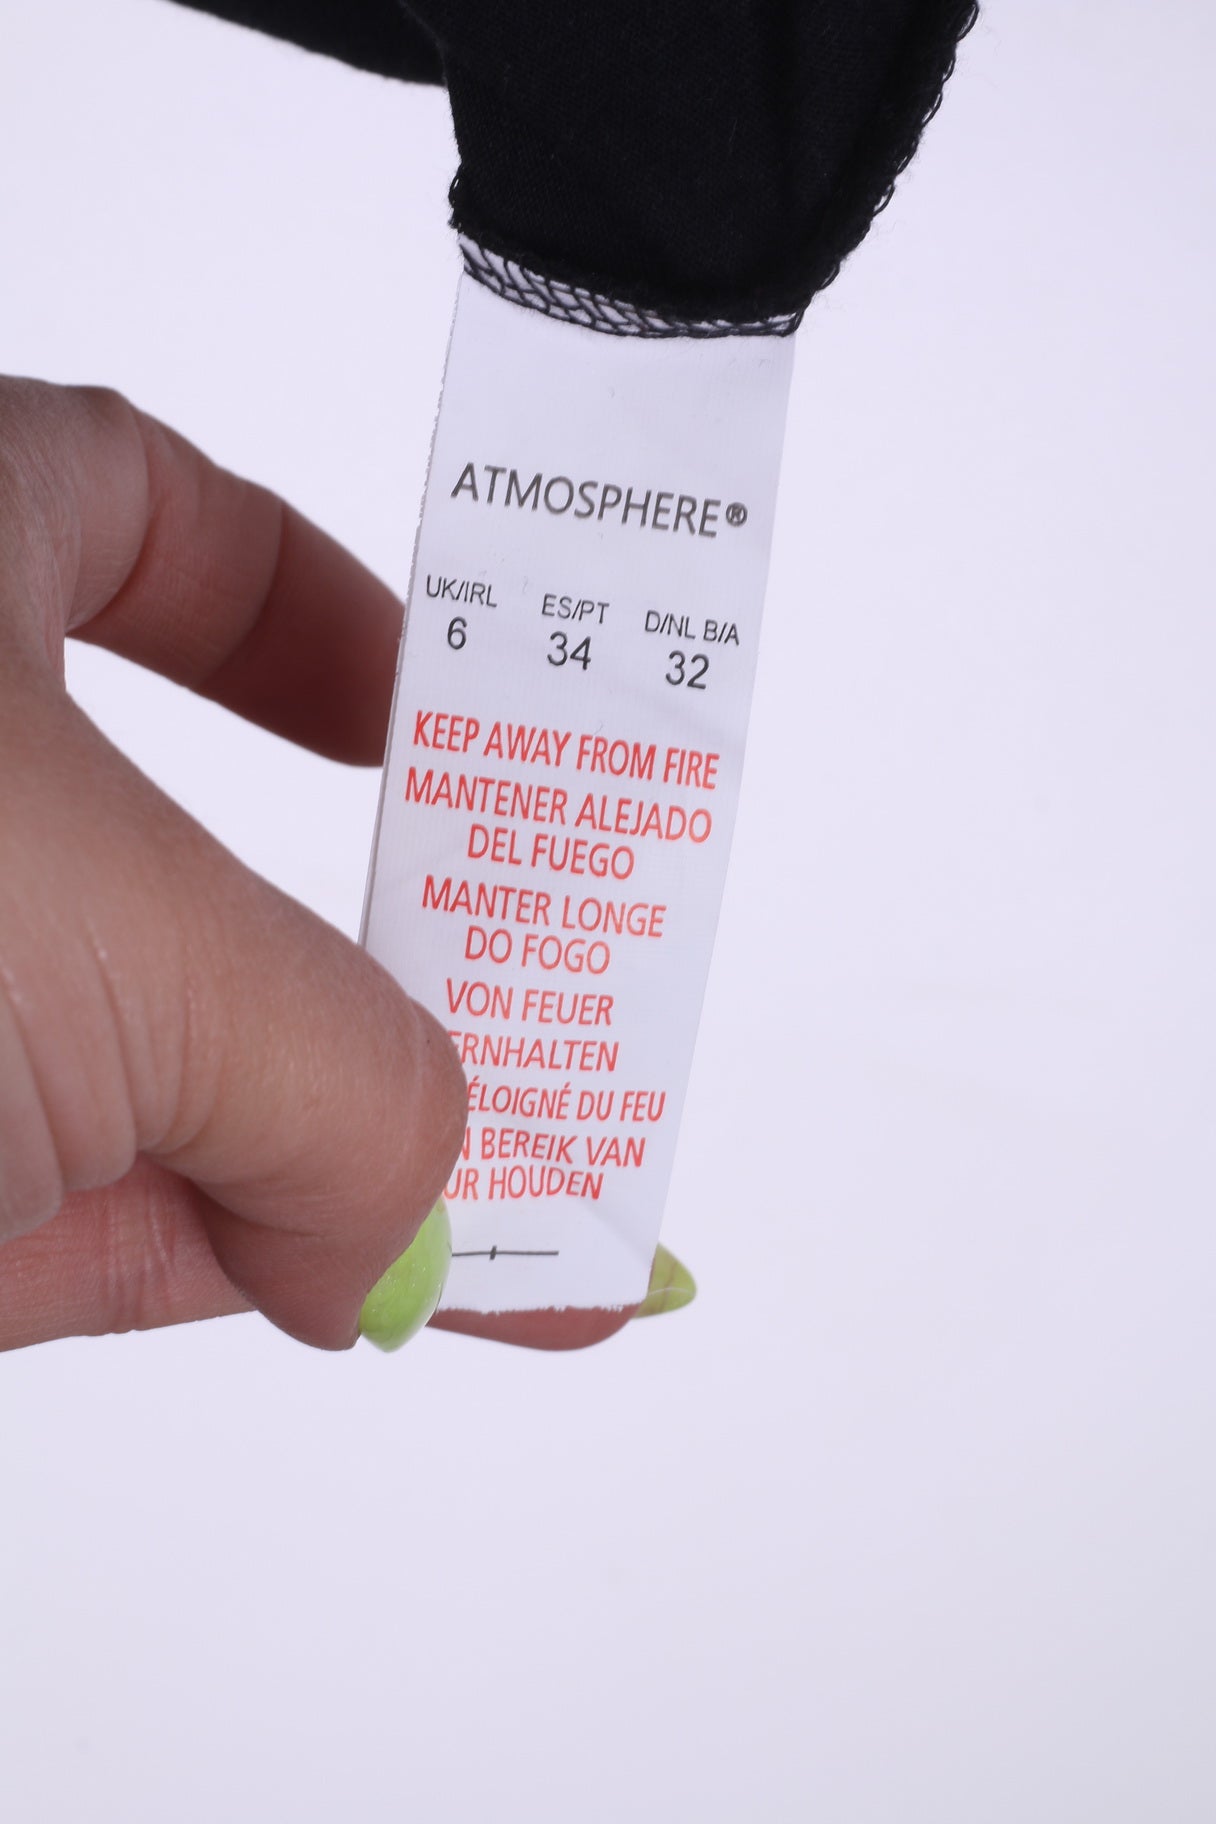 ATMOSPHERE®
UK/IRL ES/PT D/NL B/A
6 34 32
KEEP AWAY FROM FIRE
MANTENER ALEJADO
DEL FUEGO
MANTER LONGE
DO FOGO
VON FEUER
ERNHALTEN
ÉLOIGNÉ DU FEU
N BEREIK VAN
UR HOUDEN